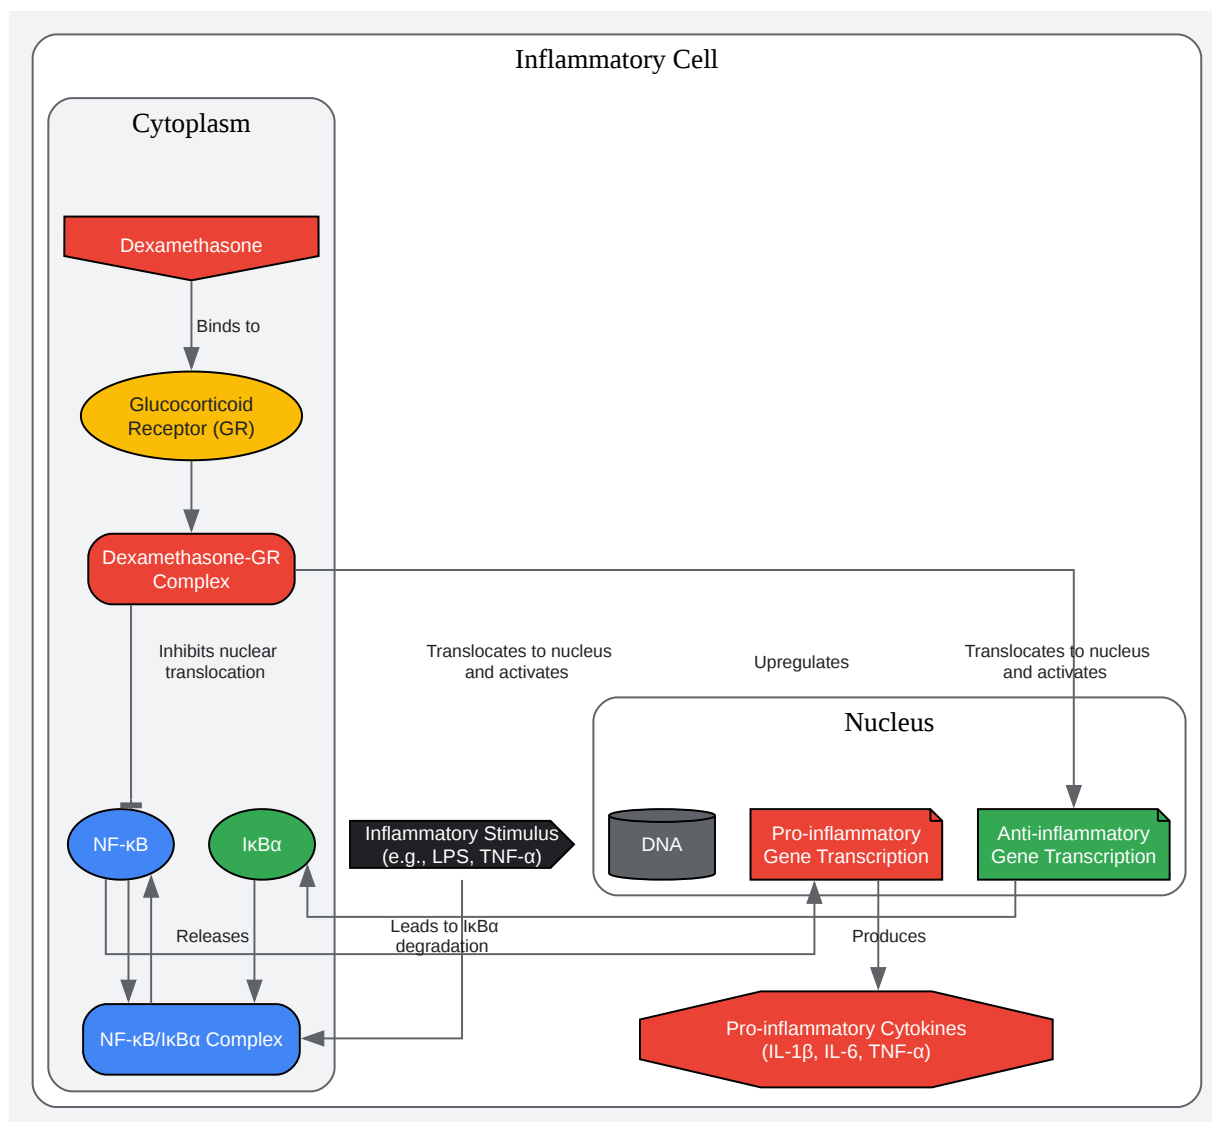 Inflammatory Cell
Cytoplasm
Dexamethasone
Binds to
Glucocorticoid
Receptor (GR)
Dexamethasone-GR
Complex
Inhibits nuclear
translocation
Translocates to nucleus
and activates
Upregulates
Translocates to nucleus
and activates
Nucleus
NF-κB
IκBα
Inflammatory Stimulus
(e.g., LPS, TNF-α)
DNA
Pro-inflammatory
Gene Transcription
Anti-inflammatory
Gene Transcription
Releases
Leads to IκBα
degradation
Produces
NF-κB/IκBα Complex
Pro-inflammatory Cytokines
(IL-1β, IL-6, TNF-α)